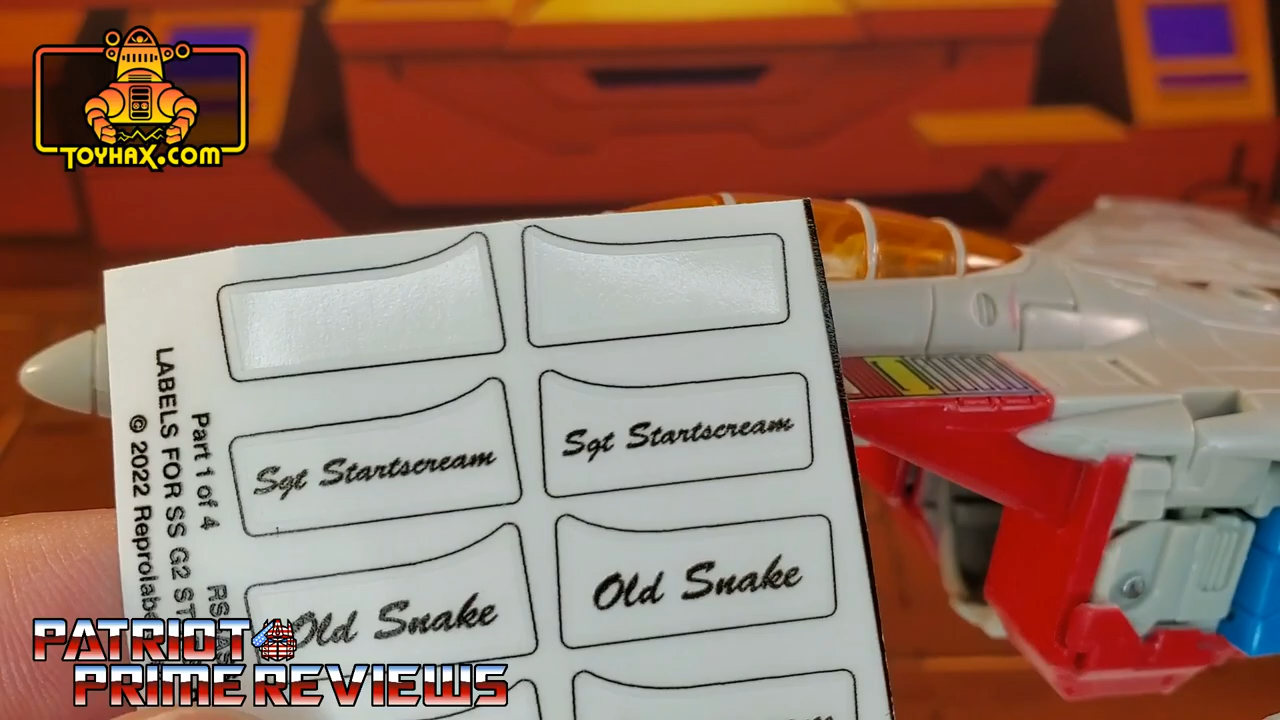 TOYHAX.COM
Sgt Startscream
Sgt Startscream
Old Snake
Old Snake
Part 1 of 4
LABELS FOR SS G2
© 2022
PATRIOT
PRIME REVIEWS